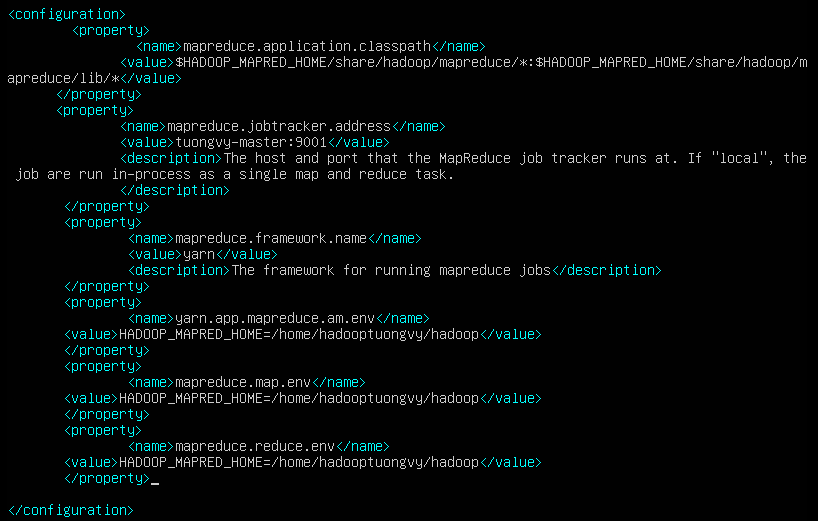 <configuration>
<property>
<name>mapreduce.application.classpath</name>
<value>$HADOOP_MAPRED_HOME/share/hadoop/mapreduce/*:$HADOOP_MAPRED_HOME/share/hadoop/m
apreduce/lib/*</value>
</property>
<property>
<name>mapreduce.jobtracker.address</name>
<value>tuongvy-master:9001</value>
<description>The host and port that the MapReduce job tracker runs at. If "local", the
job are run in-process as a single map and reduce task.
</description>
</property>
<property>
<name>mapreduce.framework.name</name>
<value>yarn</value>
<description>The framework for running mapreduce jobs</description>
</property>
<property>
<name>yarn.app.mapreduce.am.env</name>
<value>HADOOP_MAPRED_HOME=/home/hadooptuongvy/hadoop</value>
</property>
<property>
<name>mapreduce.map.env</name>
<value>HADOOP_MAPRED_HOME=/home/hadooptuongvy/hadoop</value>
</property>
<property>
<name>mapreduce.reduce.env</name>
<value>HADOOP_MAPRED_HOME=/home/hadooptuongvy/hadoop</value>
</property>
</configuration>